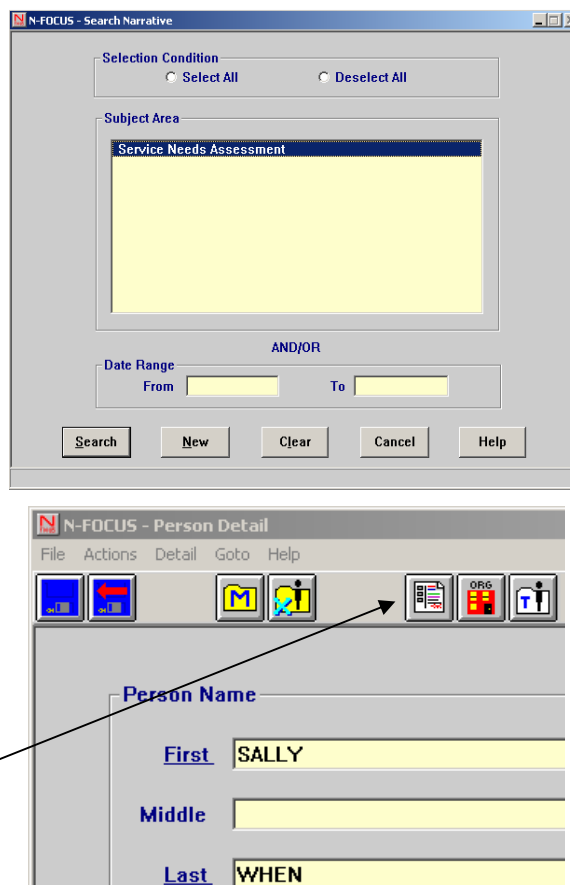 N-FOCUS - Search Narrative
Selection Condition
Select All Deselect All
Subject Area
Service Needs Assessment
AND/OR
Date Range
From To
Search New Clear Cancel Help
N-FOCUS - Person Detail
File Actions Detail Goto Help
M ORG T
Person Name
First SALLY
Middle
Last WHEN